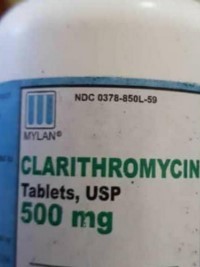 NDC 0378-850L-59
MYLAN®
CLARITHROMYCIN
Tablets, USP
500 mg